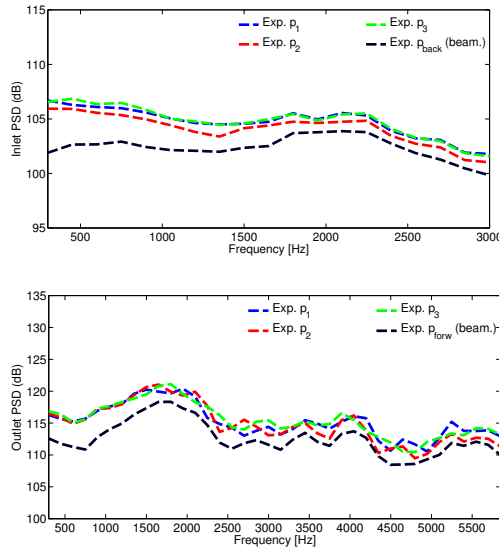 115
110
105
100
95
Inlet PSD (dB)
Exp. p1
Exp. p2
Exp. p3
Exp. pback (beam.)
500 1000 1500 2000 2500 3000
Frequency [Hz]
135
130
125
120
115
110
105
100
Outlet PSD (dB)
Exp. p1
Exp. p2
Exp. p3
Exp. pforw (beam.)
500 1000 1500 2000 2500 3000 3500 4000 4500 5000 5500
Frequency [Hz]